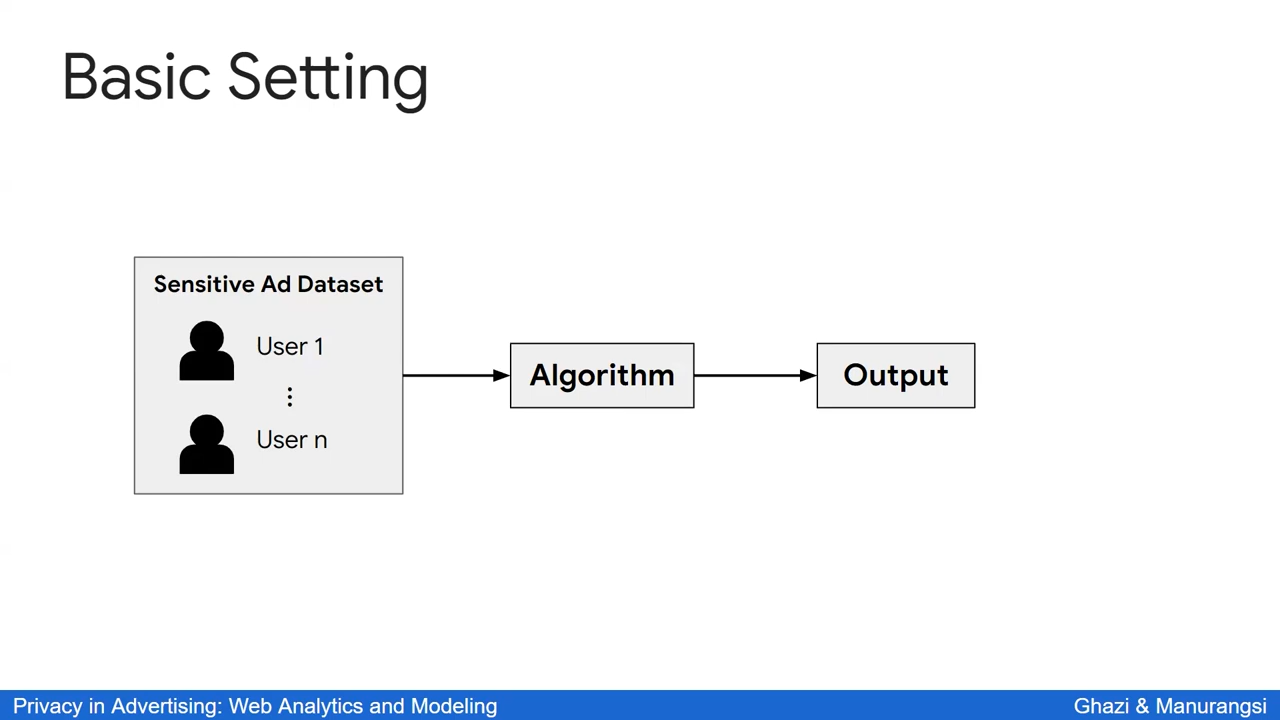 Basic Setting
Sensitive Ad Dataset
User 1
⋮
User n
Algorithm
Output
Privacy in Advertising: Web Analytics and Modeling
Ghazi & Manurangsi